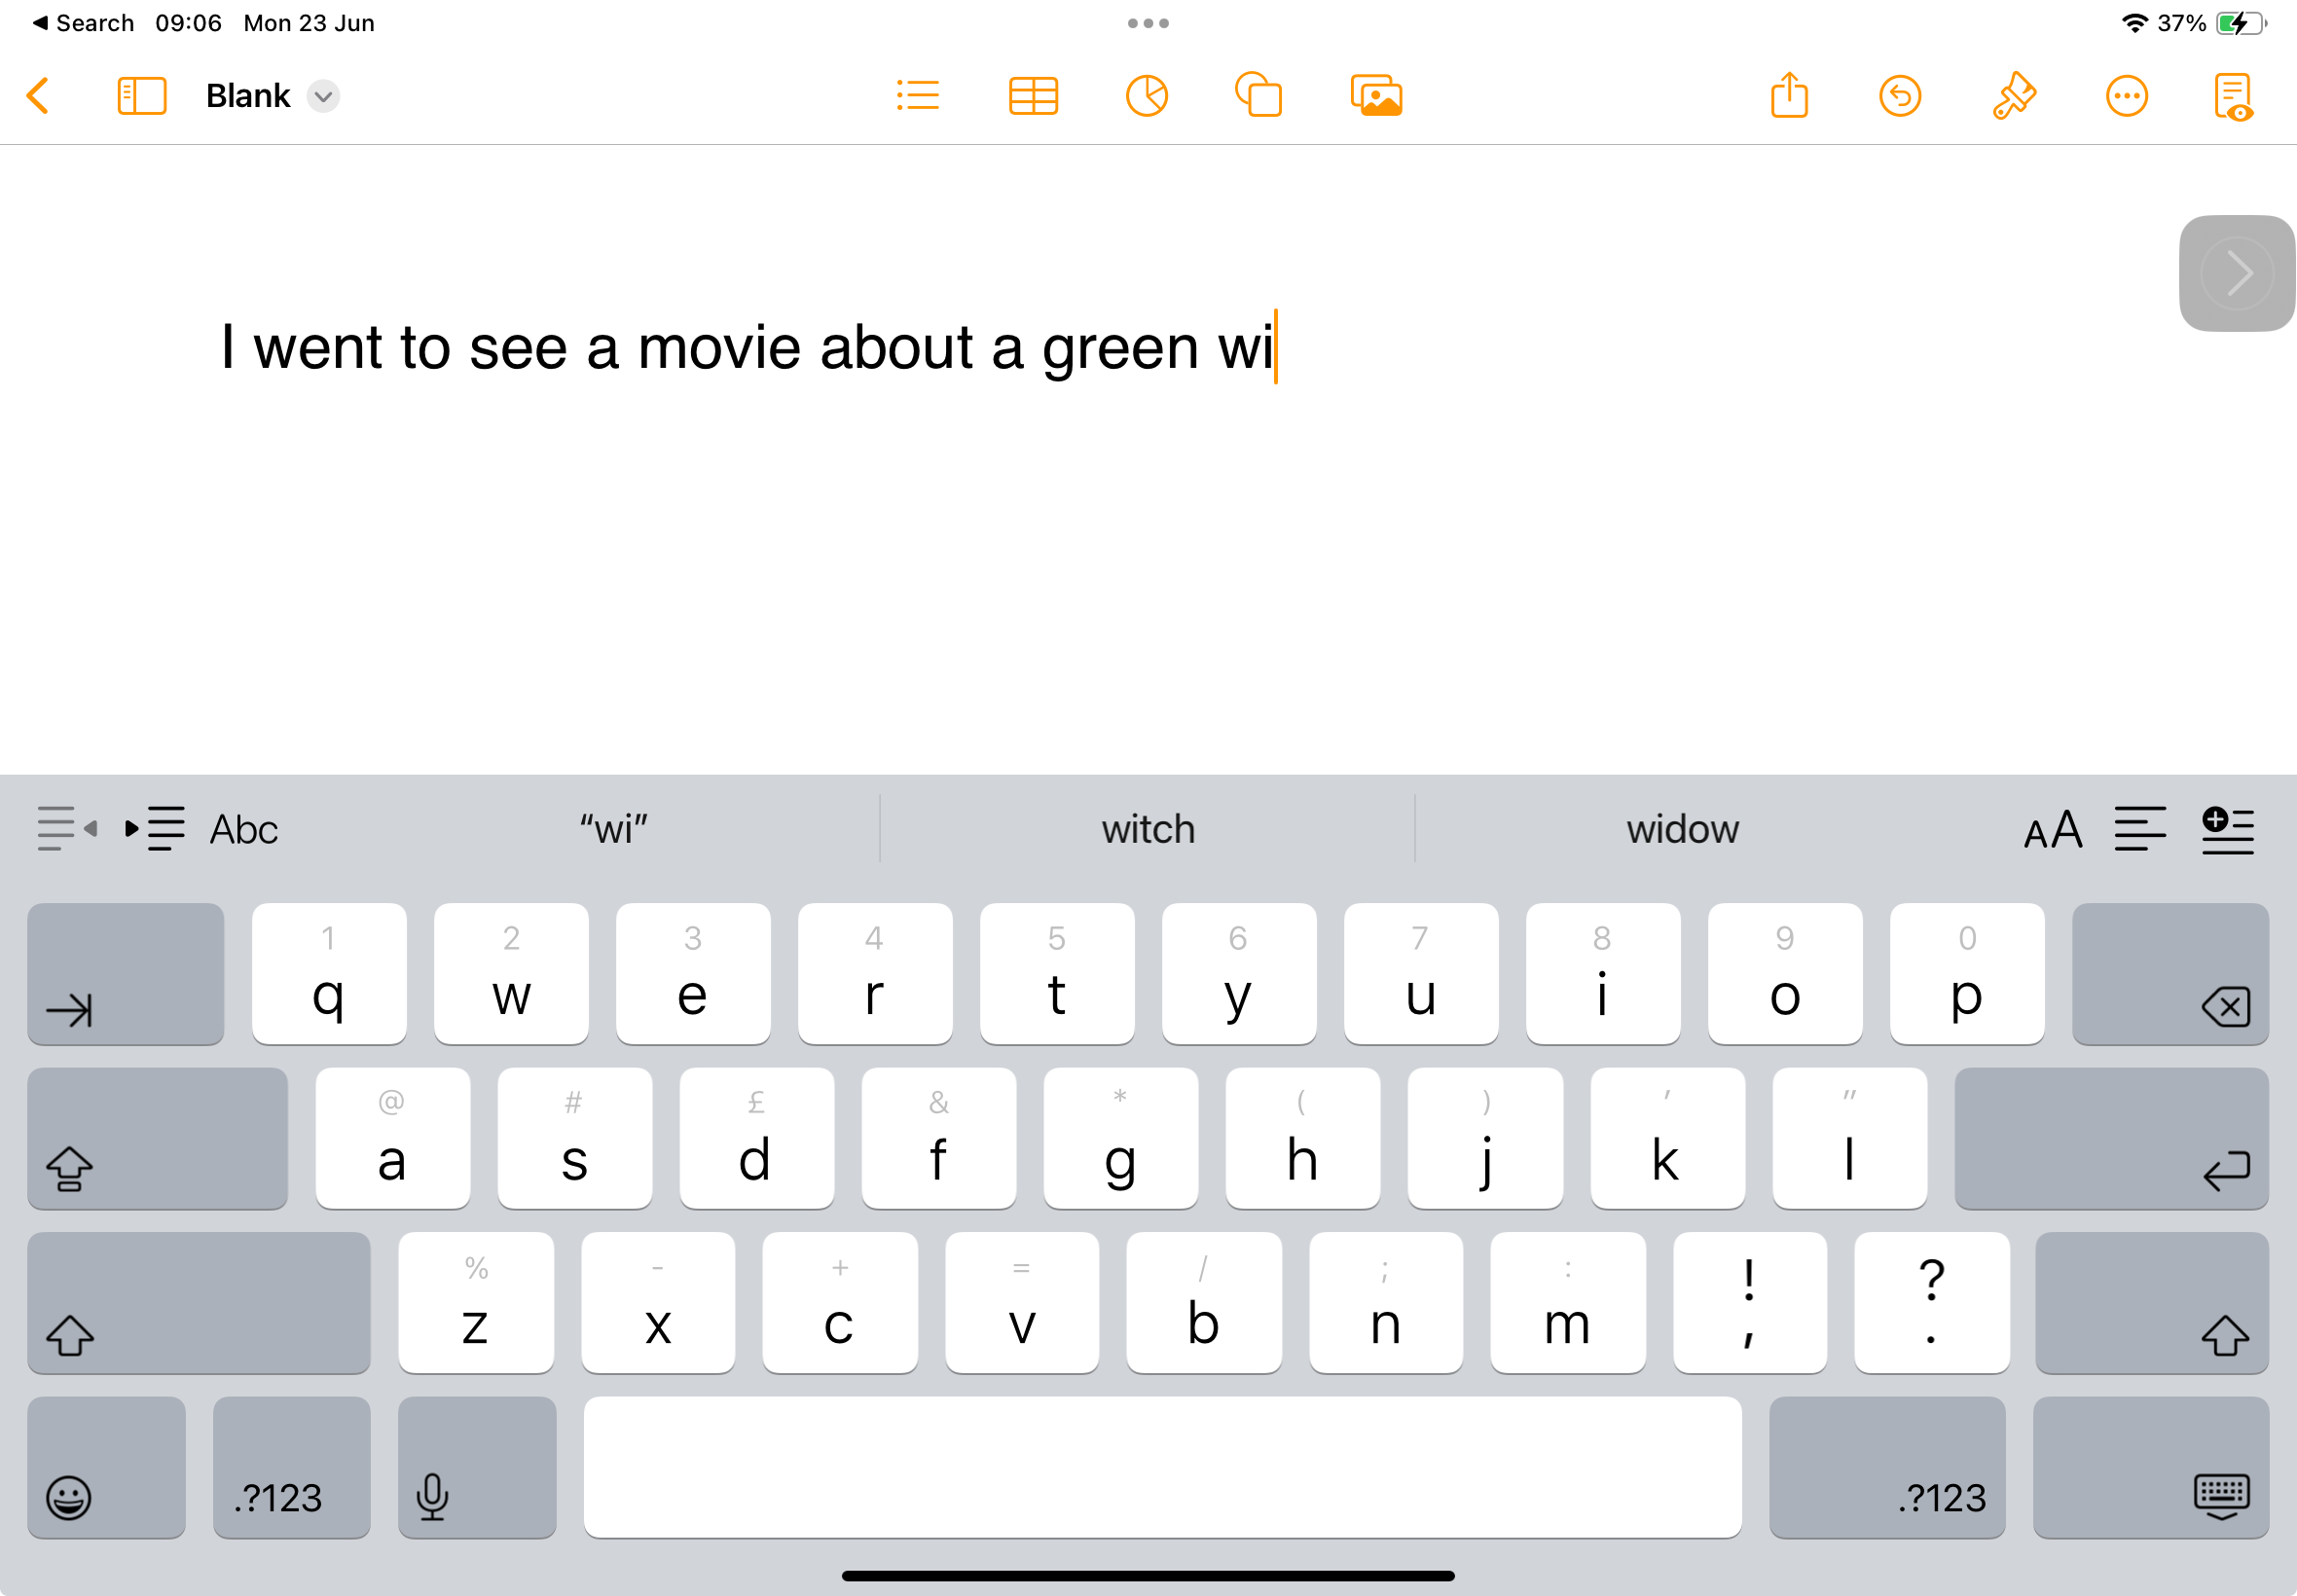 Search 09:06 Mon 23 Jun 37%
Blank
I went to see a movie about a green wi
Abc “wi” witch widow AA
1 2 3 4 5 6 7 8 9 0
q w e r t y u i o p
@ # £ & * ( ) ' "
a s d f g h j k l
% - + = / ; : ! ?
z x c v b n m , .
.?123 .?123